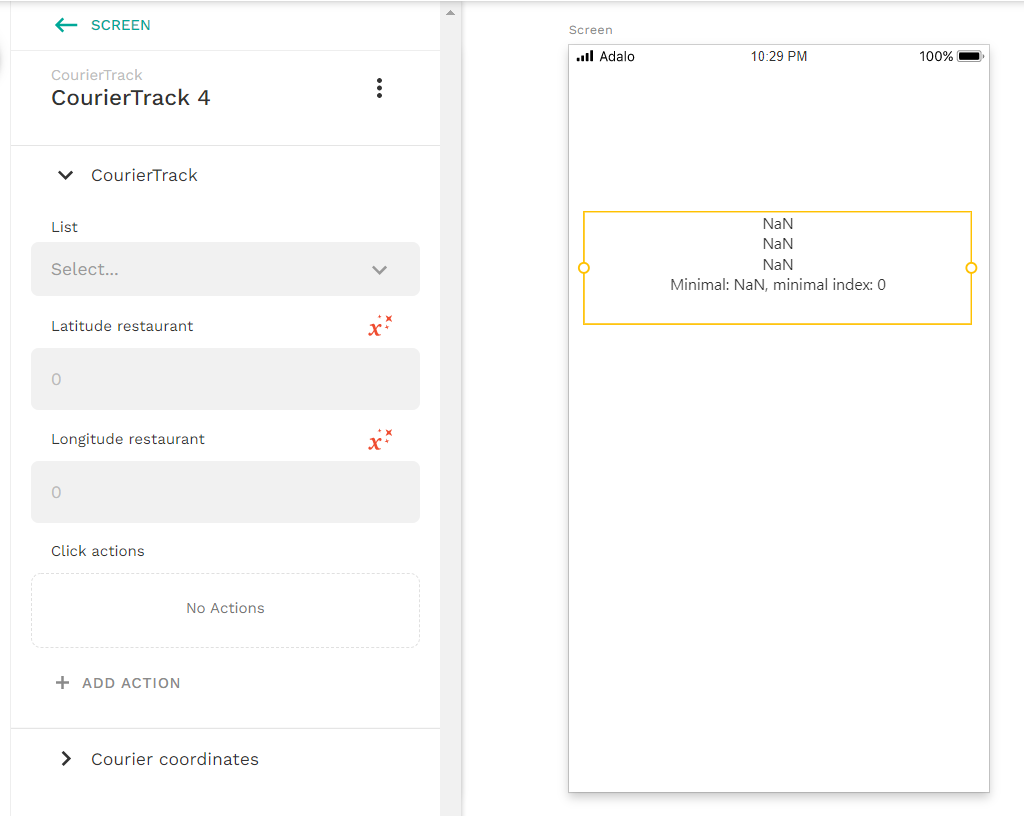 SCREEN
CourierTrack
CourierTrack 4
CourierTrack
List
Select...
Latitude restaurant
0
Longitude restaurant
0
Click actions
No Actions
ADD ACTION
Courier coordinates
Screen
Adalo 10:29 PM 100%
NaN
NaN
NaN
Minimal: NaN, minimal index: 0